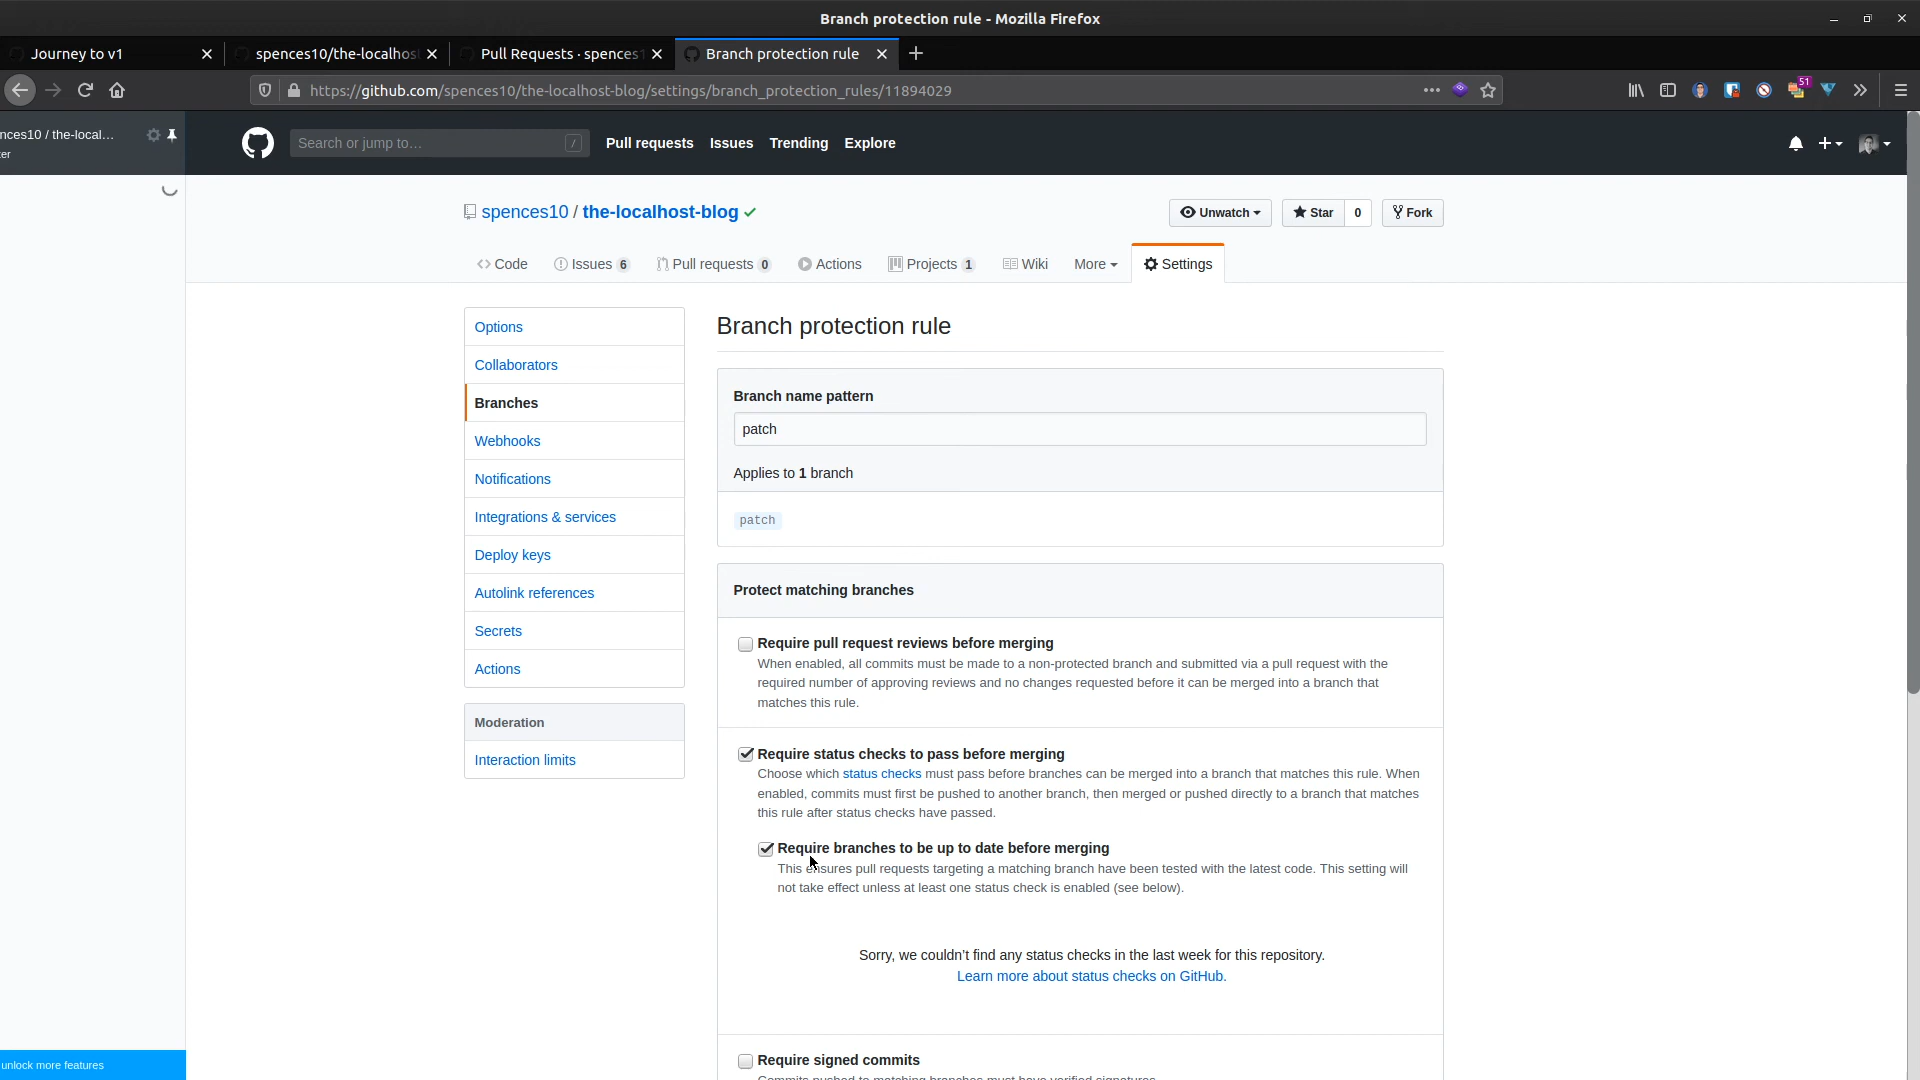 Branch protection rule - Mozilla Firefox
Journey to v1
spences10/the-localhos
Pull Requests · spences1
Branch protection rule
https://github.com/spences10/the-localhost-blog/settings/branch_protection_rules/11894029
51
nces10 / the-local...
er
Search or jump to...
/
Pull requests
Issues
Trending
Explore
spences10 / the-localhost-blog
Unwatch
Star
0
Fork
Code
Issues 6
Pull requests 0
Actions
Projects 1
Wiki
More
Settings
Options
Collaborators
Branches
Webhooks
Notifications
Integrations & services
Deploy keys
Autolink references
Secrets
Actions
Moderation
Interaction limits
Branch protection rule
Branch name pattern
patch
Applies to 1 branch
patch
Protect matching branches
Require pull request reviews before merging
When enabled, all commits must be made to a non-protected branch and submitted via a pull request with the
required number of approving reviews and no changes requested before it can be merged into a branch that
matches this rule.
Require status checks to pass before merging
Choose which status checks must pass before branches can be merged into a branch that matches this rule. When
enabled, commits must first be pushed to another branch, then merged or pushed directly to a branch that matches
this rule after status checks have passed.
Require branches to be up to date before merging
This ensures pull requests targeting a matching branch have been tested with the latest code. This setting will
not take effect unless at least one status check is enabled (see below).
Sorry, we couldn't find any status checks in the last week for this repository.
Learn more about status checks on GitHub.
Require signed commits
Commits pushed to matching branches must have verified signatures.
unlock more features